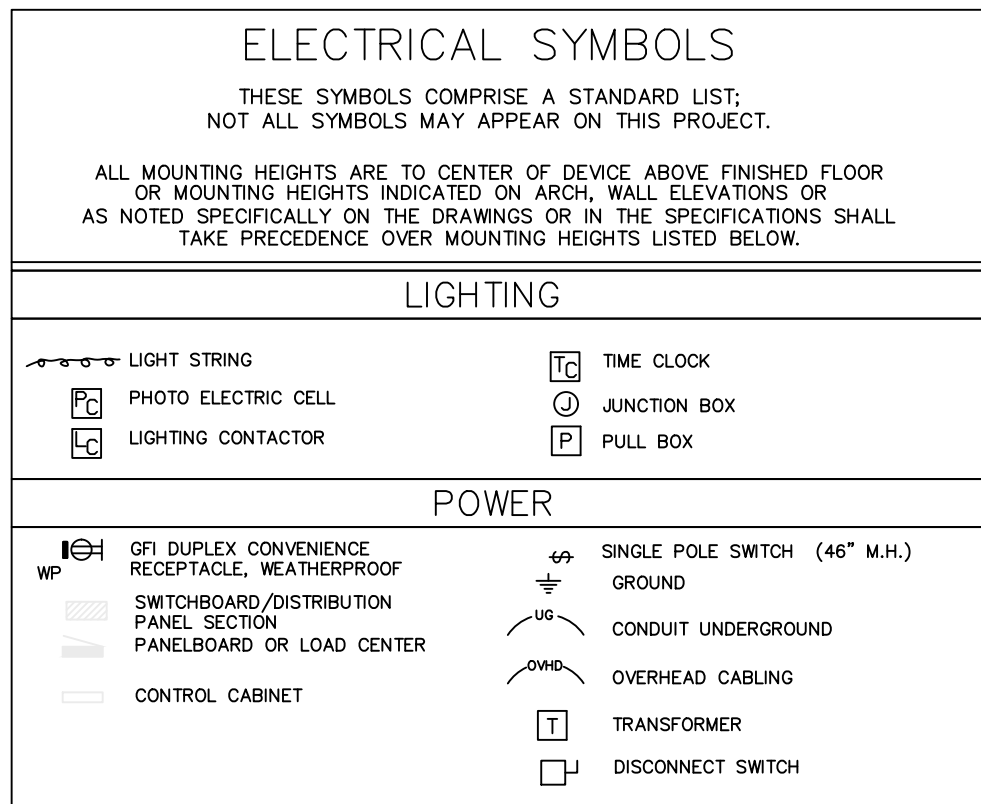 ELECTRICAL SYMBOLS
THESE SYMBOLS COMPRISE A STANDARD LIST;
NOT ALL SYMBOLS MAY APPEAR ON THIS PROJECT.
ALL MOUNTING HEIGHTS ARE TO CENTER OF DEVICE ABOVE FINISHED FLOOR
OR MOUNTING HEIGHTS INDICATED ON ARCH, WALL ELEVATIONS OR
AS NOTED SPECIFICALLY ON THE DRAWINGS OR IN THE SPECIFICATIONS SHALL
TAKE PRECEDENCE OVER MOUNTING HEIGHTS LISTED BELOW.
LIGHTING
LIGHT STRING
PC PHOTO ELECTRIC CELL
LC LIGHTING CONTACTOR
TC TIME CLOCK
J JUNCTION BOX
P PULL BOX
POWER
WP GFI DUPLEX CONVENIENCE
RECEPTACLE, WEATHERPROOF
SWITCHBOARD/DISTRIBUTION
PANEL SECTION
PANELBOARD OR LOAD CENTER
CONTROL CABINET
$ SINGLE POLE SWITCH (46" M.H.)
GROUND
UG CONDUIT UNDERGROUND
OVHD OVERHEAD CABLING
T TRANSFORMER
DISCONNECT SWITCH